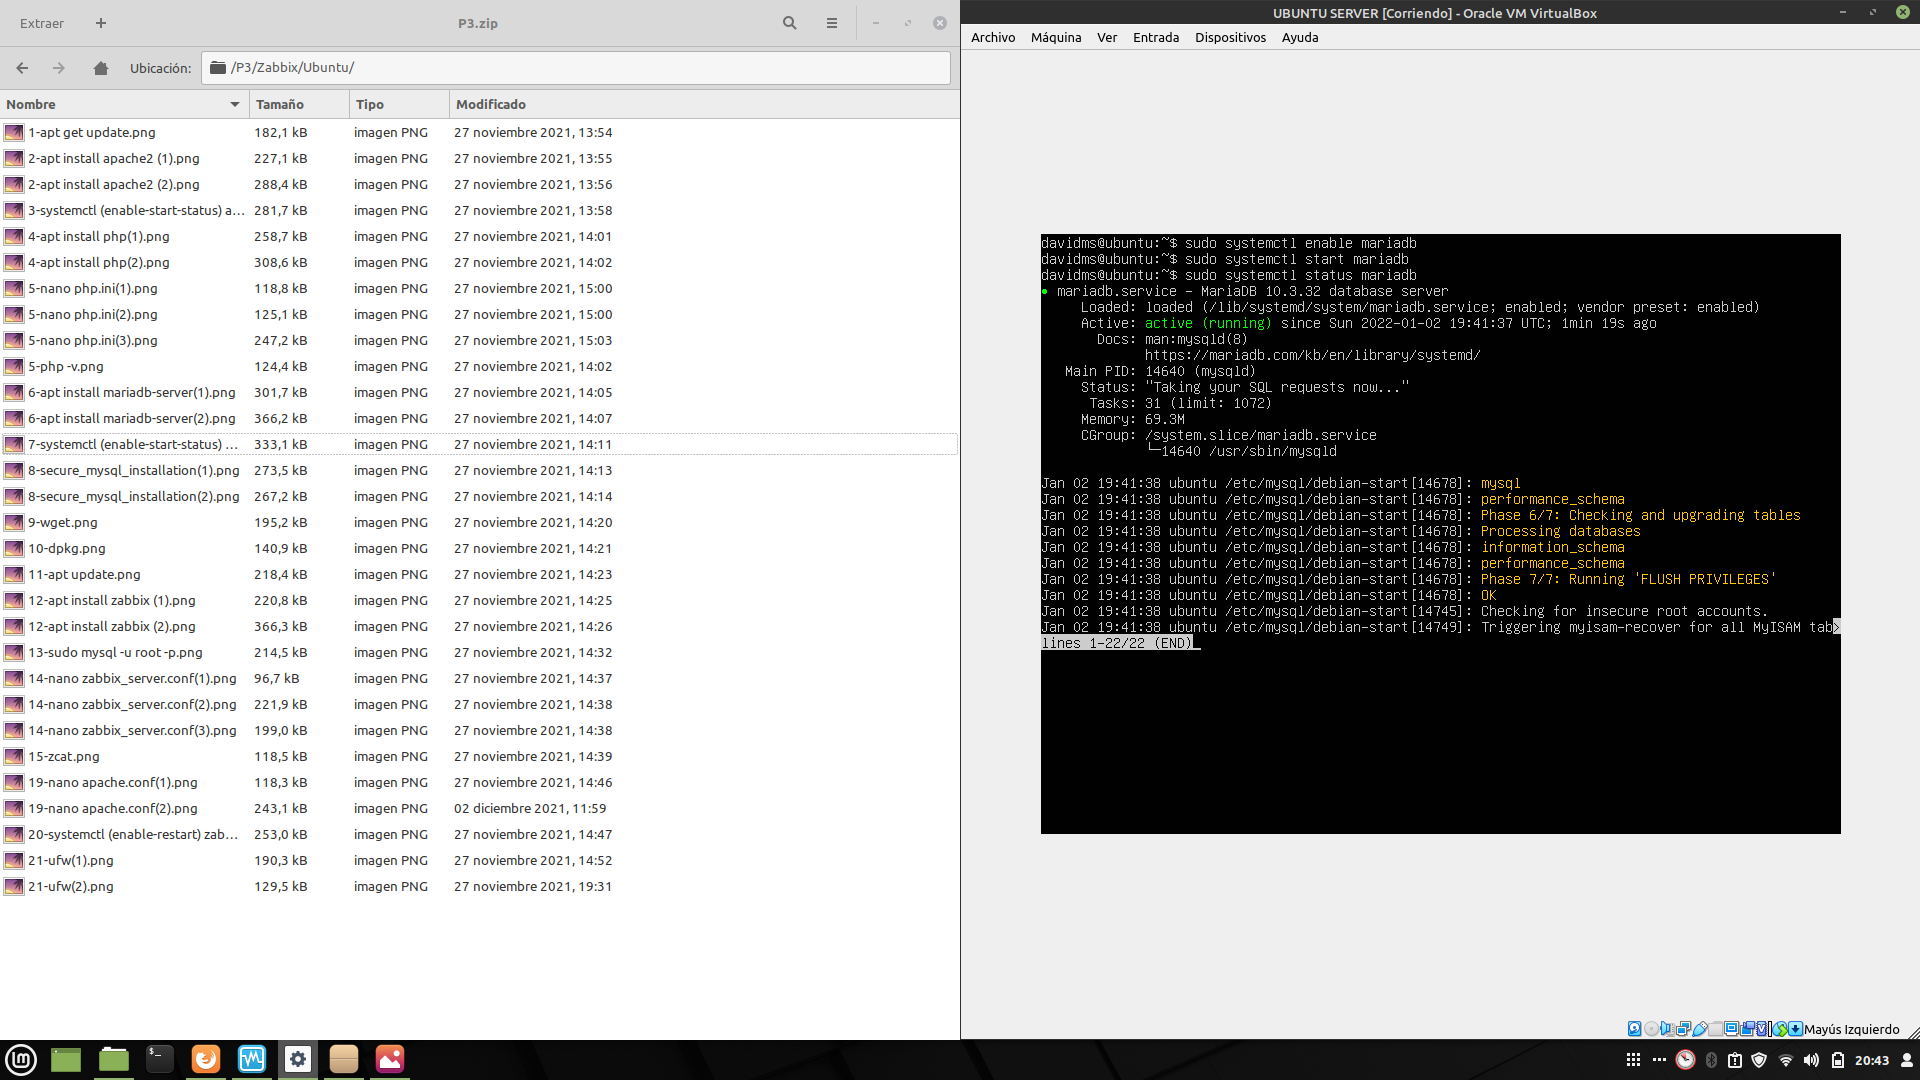 Extraer
P3.zip
Ubicación:
/P3/Zabbix/Ubuntu/
Nombre Tamaño Tipo Modificado
1-apt get update.png 182,1 kB imagen PNG 27 noviembre 2021, 13:54
2-apt install apache2 (1).png 227,1 kB imagen PNG 27 noviembre 2021, 13:55
2-apt install apache2 (2).png 288,4 kB imagen PNG 27 noviembre 2021, 13:56
3-systemctl (enable-start-status) a... 281,7 kB imagen PNG 27 noviembre 2021, 13:58
4-apt install php(1).png 258,7 kB imagen PNG 27 noviembre 2021, 14:01
4-apt install php(2).png 308,6 kB imagen PNG 27 noviembre 2021, 14:02
5-nano php.ini(1).png 118,8 kB imagen PNG 27 noviembre 2021, 15:00
5-nano php.ini(2).png 125,1 kB imagen PNG 27 noviembre 2021, 15:00
5-nano php.ini(3).png 247,2 kB imagen PNG 27 noviembre 2021, 15:03
5-php -v.png 124,4 kB imagen PNG 27 noviembre 2021, 14:02
6-apt install mariadb-server(1).png 301,7 kB imagen PNG 27 noviembre 2021, 14:05
6-apt install mariadb-server(2).png 366,2 kB imagen PNG 27 noviembre 2021, 14:07
7-systemctl (enable-start-status) ... 333,1 kB imagen PNG 27 noviembre 2021, 14:11
8-secure_mysql_installation(1).png 273,5 kB imagen PNG 27 noviembre 2021, 14:13
8-secure_mysql_installation(2).png 267,2 kB imagen PNG 27 noviembre 2021, 14:14
9-wget.png 195,2 kB imagen PNG 27 noviembre 2021, 14:20
10-dpkg.png 140,9 kB imagen PNG 27 noviembre 2021, 14:21
11-apt update.png 218,4 kB imagen PNG 27 noviembre 2021, 14:23
12-apt install zabbix (1).png 220,8 kB imagen PNG 27 noviembre 2021, 14:25
12-apt install zabbix (2).png 366,3 kB imagen PNG 27 noviembre 2021, 14:26
13-sudo mysql -u root -p.png 214,5 kB imagen PNG 27 noviembre 2021, 14:32
14-nano zabbix_server.conf(1).png 96,7 kB imagen PNG 27 noviembre 2021, 14:37
14-nano zabbix_server.conf(2).png 221,9 kB imagen PNG 27 noviembre 2021, 14:38
14-nano zabbix_server.conf(3).png 199,0 kB imagen PNG 27 noviembre 2021, 14:38
15-zcat.png 118,5 kB imagen PNG 27 noviembre 2021, 14:39
19-nano apache.conf(1).png 118,3 kB imagen PNG 27 noviembre 2021, 14:46
19-nano apache.conf(2).png 243,1 kB imagen PNG 02 diciembre 2021, 11:59
20-systemctl (enable-restart) zab... 253,0 kB imagen PNG 27 noviembre 2021, 14:47
21-ufw(1).png 190,3 kB imagen PNG 27 noviembre 2021, 14:52
21-ufw(2).png 129,5 kB imagen PNG 27 noviembre 2021, 19:31
UBUNTU SERVER [Corriendo] - Oracle VM VirtualBox
Archivo Máquina Ver Entrada Dispositivos Ayuda
davidms@ubuntu:~$ sudo systemctl enable mariadb
davidms@ubuntu:~$ sudo systemctl start mariadb
davidms@ubuntu:~$ sudo systemctl status mariadb
● mariadb.service – MariaDB 10.3.32 database server
Loaded: loaded (/lib/systemd/system/mariadb.service; enabled; vendor preset: enabled)
Active: active (running) since Sun 2022-01-02 19:41:37 UTC; 1min 19s ago
Docs: man:mysqld(8)
https://mariadb.com/kb/en/library/systemd/
Main PID: 14640 (mysqld)
Status: "Taking your SQL requests now..."
Tasks: 31 (limit: 1072)
Memory: 69.3M
CGroup: /system.slice/mariadb.service
└─14640 /usr/sbin/mysqld
Jan 02 19:41:38 ubuntu /etc/mysql/debian-start[14678]: mysql
Jan 02 19:41:38 ubuntu /etc/mysql/debian-start[14678]: performance_schema
Jan 02 19:41:38 ubuntu /etc/mysql/debian-start[14678]: Phase 6/7: Checking and upgrading tables
Jan 02 19:41:38 ubuntu /etc/mysql/debian-start[14678]: Processing databases
Jan 02 19:41:38 ubuntu /etc/mysql/debian-start[14678]: information_schema
Jan 02 19:41:38 ubuntu /etc/mysql/debian-start[14678]: performance_schema
Jan 02 19:41:38 ubuntu /etc/mysql/debian-start[14678]: Phase 7/7: Running 'FLUSH PRIVILEGES'
Jan 02 19:41:38 ubuntu /etc/mysql/debian-start[14678]: OK
Jan 02 19:41:38 ubuntu /etc/mysql/debian-start[14745]: Checking for insecure root accounts.
Jan 02 19:41:38 ubuntu /etc/mysql/debian-start[14749]: Triggering myisam-recover for all MyISAM tab>
lines 1-22/22 (END)
Mayús Izquierdo
20:43